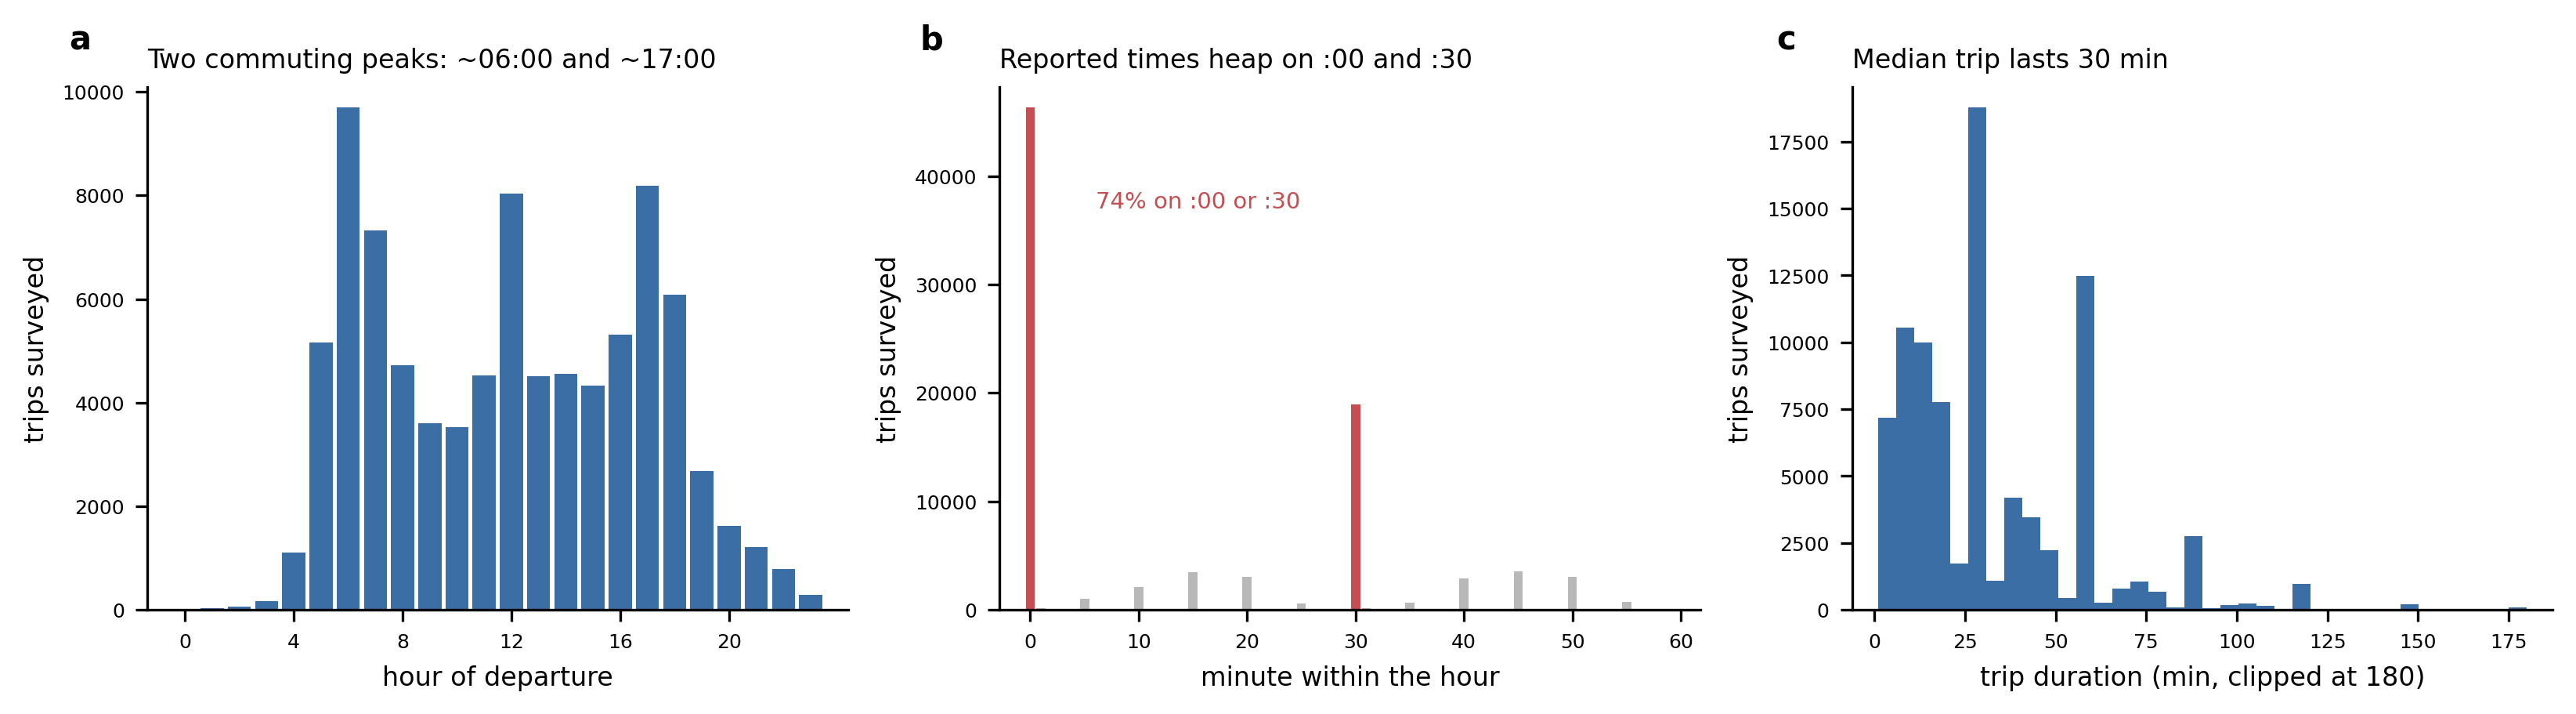 a
Two commuting peaks: ~06:00 and ~17:00
10000
8000
6000
4000
2000
0
trips surveyed
0 4 8 12 16 20
hour of departure
b
Reported times heap on :00 and :30
74% on :00 or :30
40000
30000
20000
10000
0
trips surveyed
0 10 20 30 40 50 60
minute within the hour
c
Median trip lasts 30 min
17500
15000
12500
10000
7500
5000
2500
0
trips surveyed
0 25 50 75 100 125 150 175
trip duration (min, clipped at 180)